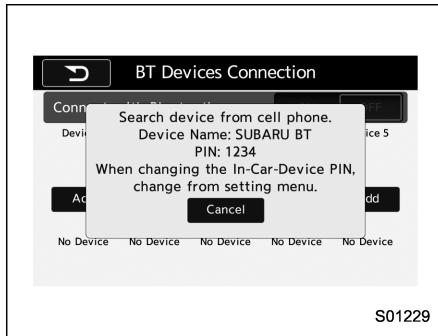 BT Devices Connection
Search device from cell phone.
Device Name: SUBARU BT
PIN: 1234
When changing the In-Car-Device PIN,
change from setting menu.
Cancel
No Device No Device No Device No Device No Device
S01229